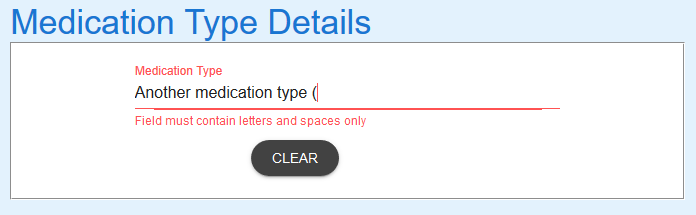 Medication Type Details
Medication Type
Another medication type (
Field must contain letters and spaces only
CLEAR